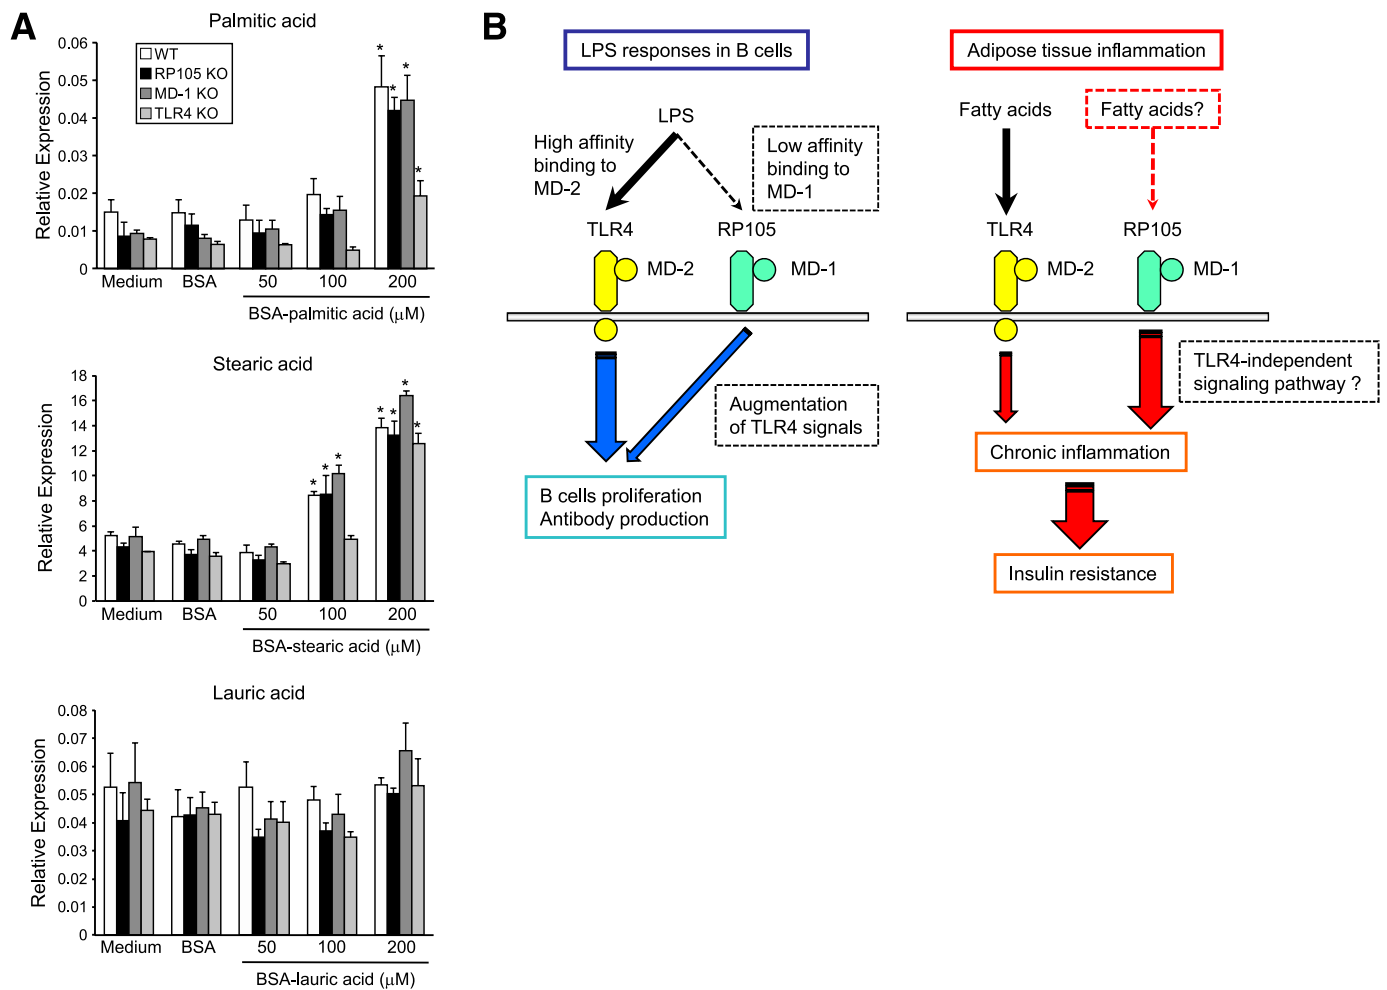 A
Palmitic acid
Relative Expression
0.06
0.05
0.04
0.03
0.02
0.01
0
WT
RP105 KO
MD-1 KO
TLR4 KO
*
*
*
*
Medium BSA 50 100 200
BSA-palmitic acid (μM)
Stearic acid
Relative Expression
18
16
14
12
10
8
6
4
2
0
*
*
*
*
*
*
*
Medium BSA 50 100 200
BSA-stearic acid (μM)
Lauric acid
Relative Expression
0.08
0.07
0.06
0.05
0.04
0.03
0.02
0.01
0
Medium BSA 50 100 200
BSA-lauric acid (μM)
B
LPS responses in B cells
LPS
High affinity
binding to
MD-2
Low affinity
binding to
MD-1
TLR4
RP105
MD-2
MD-1
Augmentation
of TLR4 signals
B cells proliferation
Antibody production
Adipose tissue inflammation
Fatty acids
Fatty acids?
TLR4
RP105
MD-2
MD-1
TLR4-independent
signaling pathway ?
Chronic inflammation
Insulin resistance